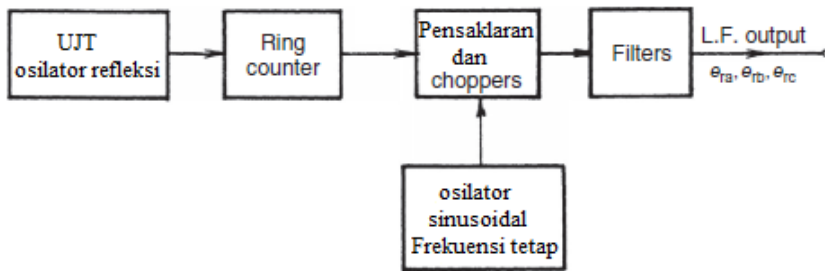 UJT
osilator refleksi
Ring
counter
Pensaklaran
dan
choppers
Filters
L.F. output
e_ra, e_rb, e_rc
osilator
sinusoidal
Frekuensi tetap